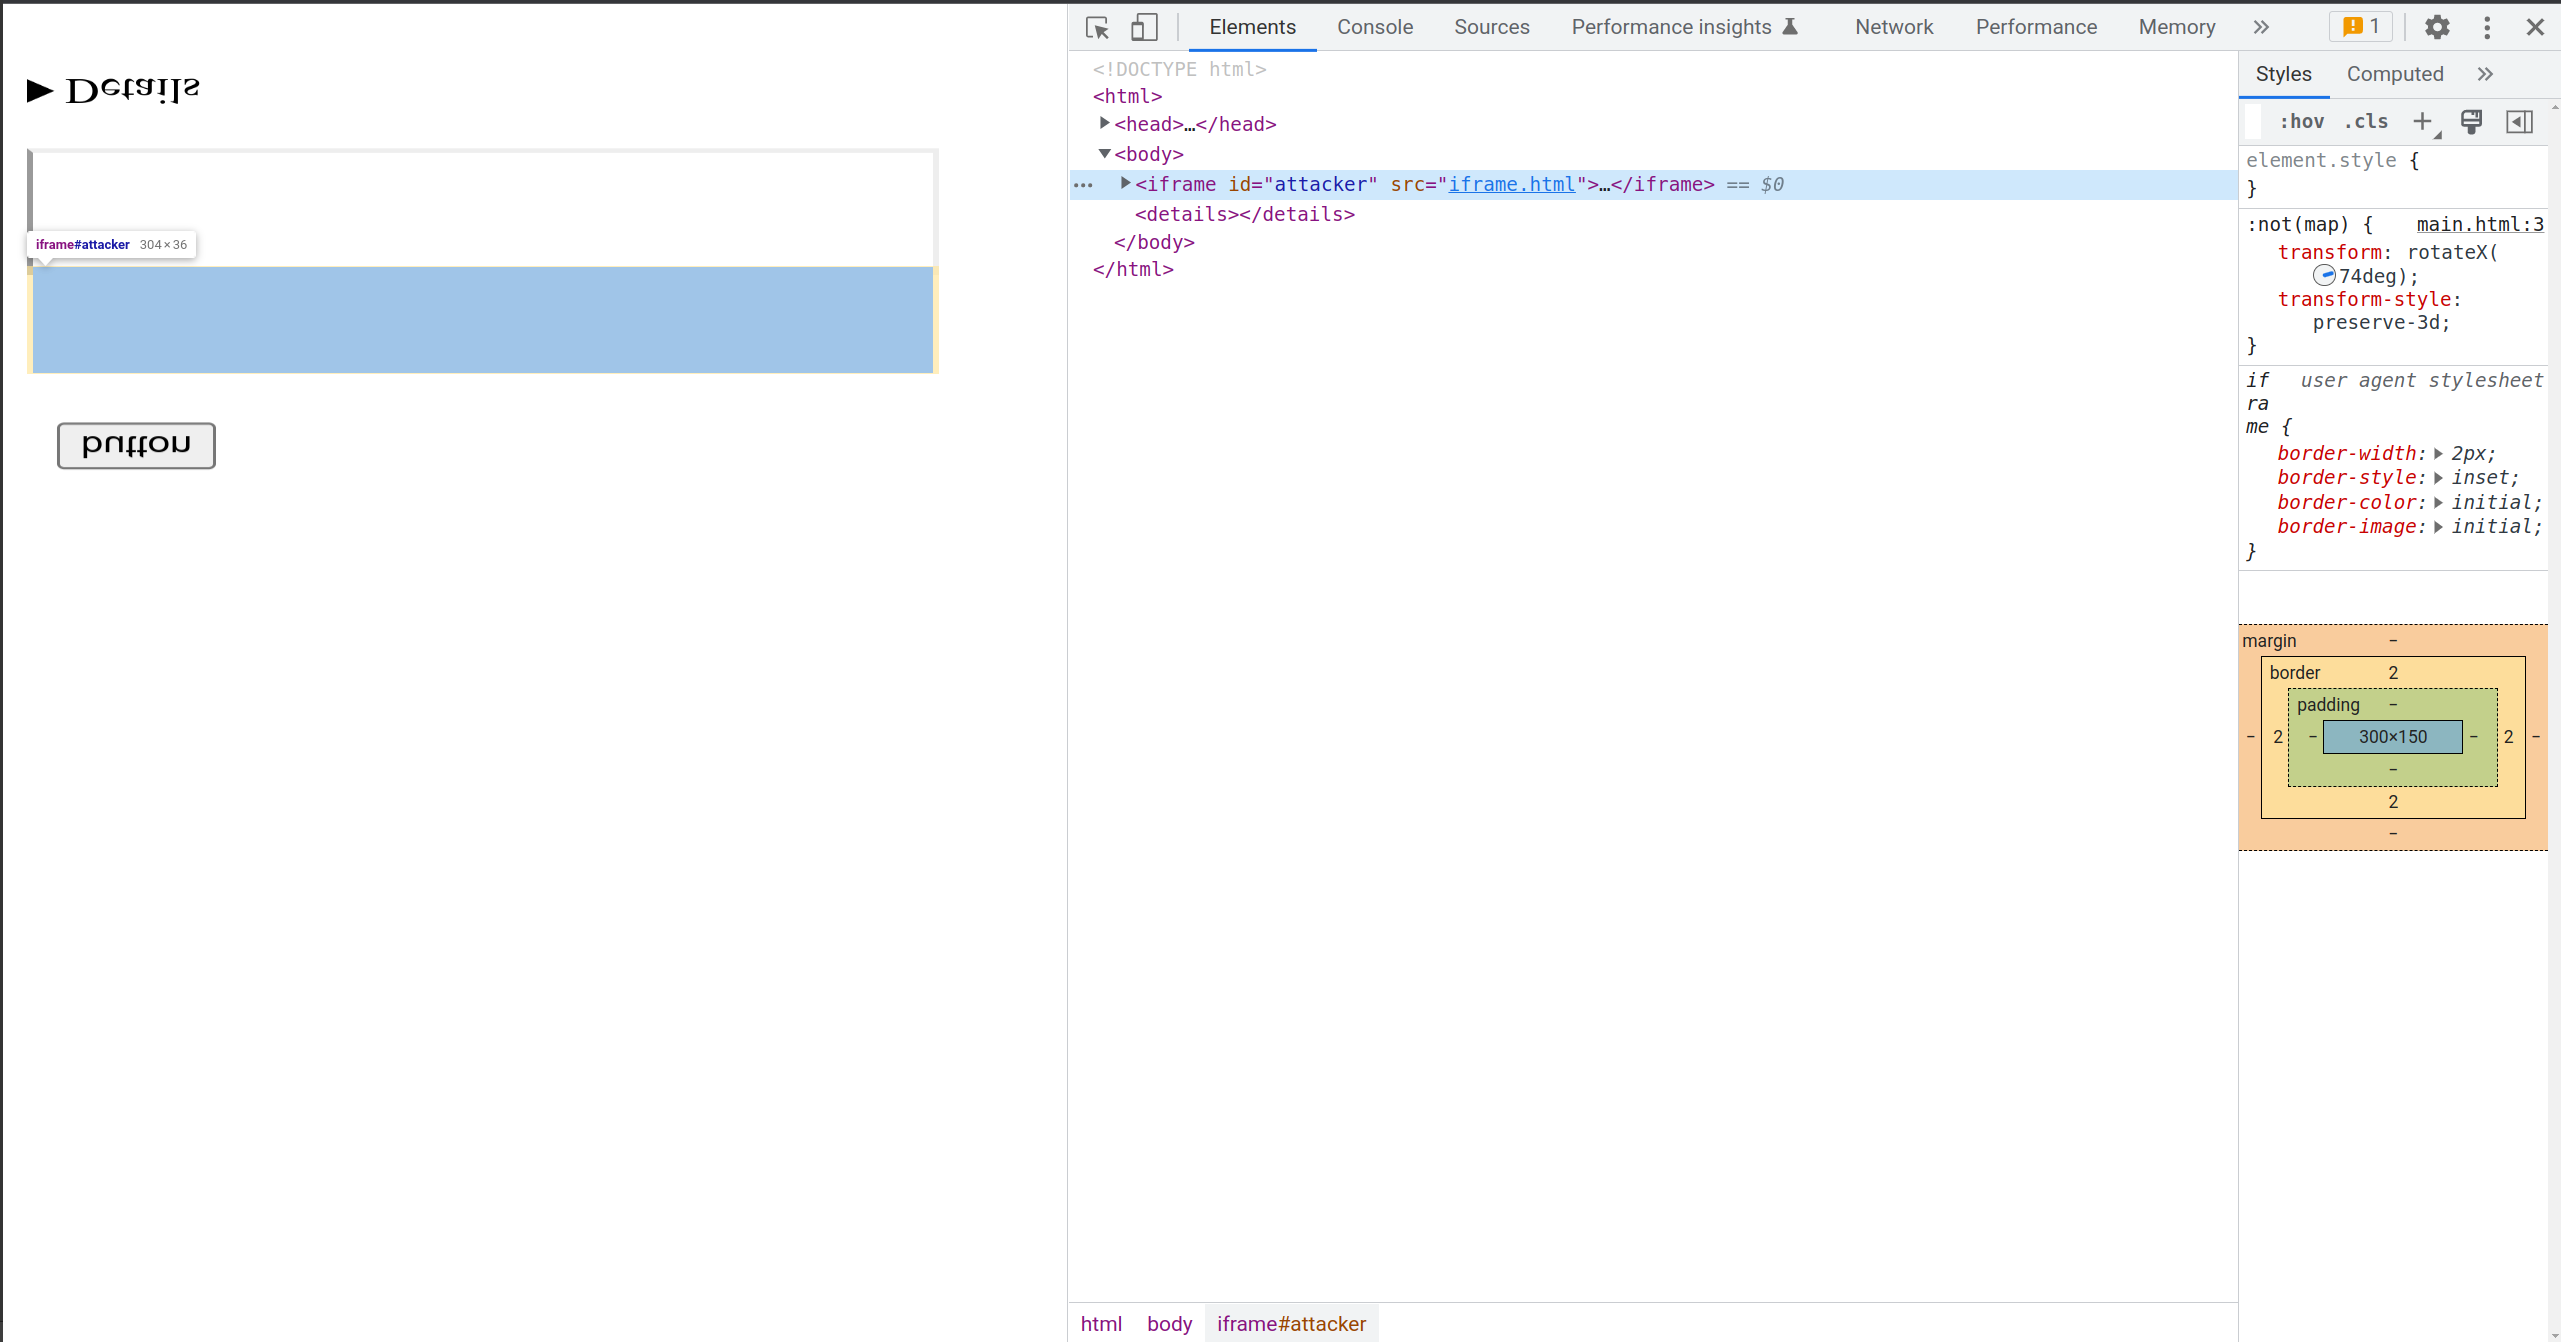 Details
iframe#attacker 304×36
button
Elements Console Sources Performance insights Network Performance Memory 1
<!DOCTYPE html>
<html>
<head>…</head>
<body>
<iframe id="attacker" src="iframe.html">…</iframe> == $0
<details></details>
</body>
</html>
html body iframe#attacker
Styles Computed
:hov .cls
element.style {
}
:not(map) { main.html:3
transform: rotateX(
74deg);
transform-style:
preserve-3d;
}
if user agent stylesheet
ra
me {
border-width: 2px;
border-style: inset;
border-color: initial;
border-image: initial;
}
margin –
border 2
padding –
– 2 – 300×150 – 2 –
–
2
–